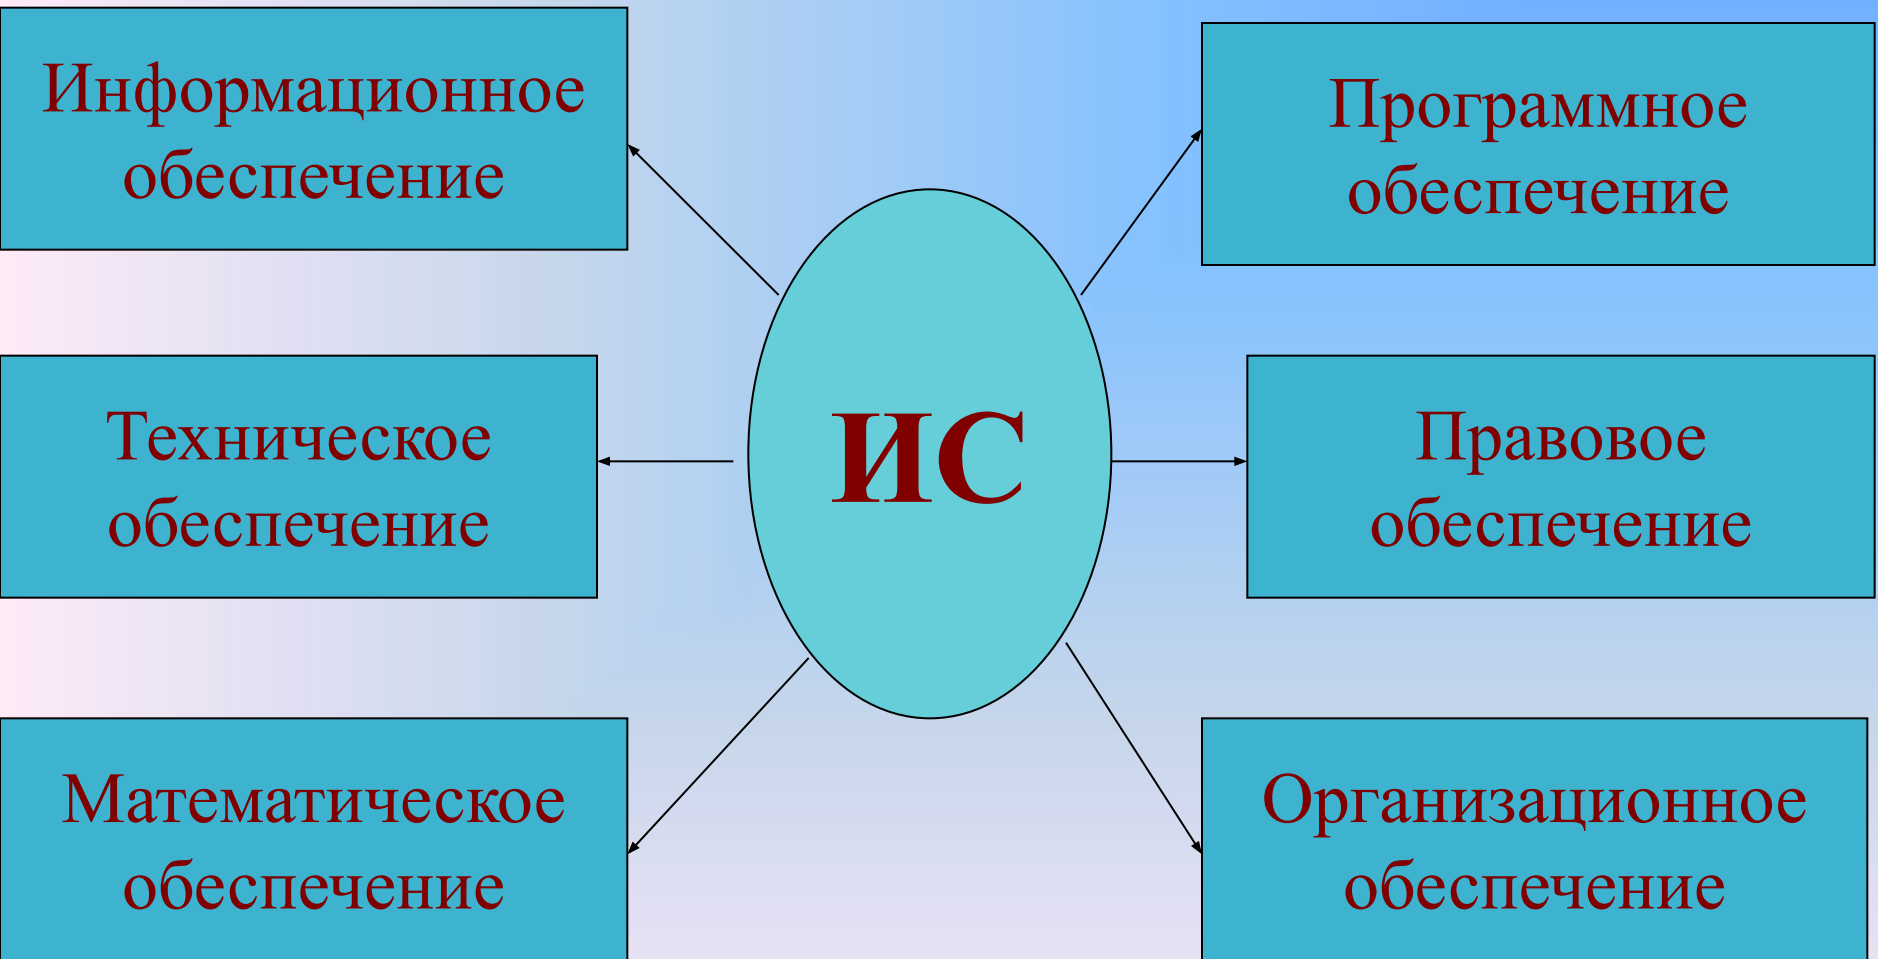 Информационное
обеспечение
Программное
обеспечение
Техническое
обеспечение
ИС
Правовое
обеспечение
Математическое
обеспечение
Организационное
обеспечение